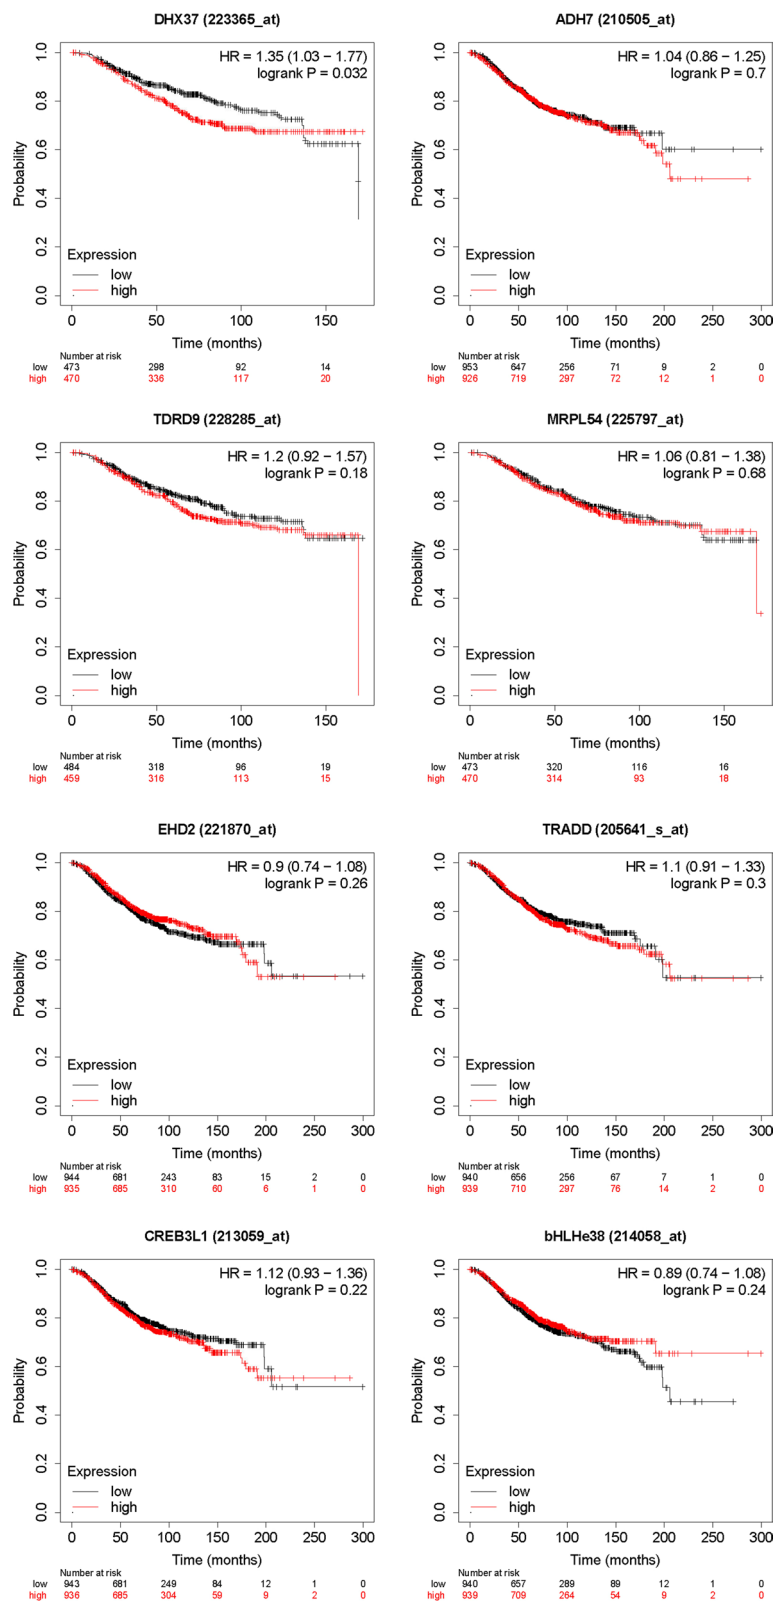 DHX37 (223365_at)
HR = 1.35 (1.03 − 1.77)
logrank P = 0.032
Probability
0.0 0.2 0.4 0.6 0.8 1.0
Expression
low
high
0 50 100 150
Time (months)
Number at risk
low 473 298 92 14
high 470 336 117 20
ADH7 (210505_at)
HR = 1.04 (0.86 − 1.25)
logrank P = 0.7
Probability
0.0 0.2 0.4 0.6 0.8 1.0
Expression
low
high
0 50 100 150 200 250 300
Time (months)
Number at risk
low 953 647 256 71 9 2 0
high 926 719 297 72 12 1 0
TDRD9 (228285_at)
HR = 1.2 (0.92 − 1.57)
logrank P = 0.18
Probability
0.0 0.2 0.4 0.6 0.8 1.0
Expression
low
high
0 50 100 150
Time (months)
Number at risk
low 484 318 96 19
high 459 316 113 15
MRPL54 (225797_at)
HR = 1.06 (0.81 − 1.38)
logrank P = 0.68
Probability
0.0 0.2 0.4 0.6 0.8 1.0
Expression
low
high
0 50 100 150
Time (months)
Number at risk
low 473 320 116 16
high 470 314 93 18
EHD2 (221870_at)
HR = 0.9 (0.74 − 1.08)
logrank P = 0.26
Probability
0.0 0.2 0.4 0.6 0.8 1.0
Expression
low
high
0 50 100 150 200 250 300
Time (months)
Number at risk
low 944 681 243 83 15 2 0
high 935 685 310 60 6 1 0
TRADD (205641_s_at)
HR = 1.1 (0.91 − 1.33)
logrank P = 0.3
Probability
0.0 0.2 0.4 0.6 0.8 1.0
Expression
low
high
0 50 100 150 200 250 300
Time (months)
Number at risk
low 940 656 256 67 7 1 0
high 939 710 297 76 14 2 0
CREB3L1 (213059_at)
HR = 1.12 (0.93 − 1.36)
logrank P = 0.22
Probability
0.0 0.2 0.4 0.6 0.8 1.0
Expression
low
high
0 50 100 150 200 250 300
Time (months)
Number at risk
low 943 681 249 84 12 1 0
high 936 685 304 59 9 2 0
bHLHe38 (214058_at)
HR = 0.89 (0.74 − 1.08)
logrank P = 0.24
Probability
0.0 0.2 0.4 0.6 0.8 1.0
Expression
low
high
0 50 100 150 200 250 300
Time (months)
Number at risk
low 940 657 289 89 12 1 0
high 939 709 264 54 9 2 0